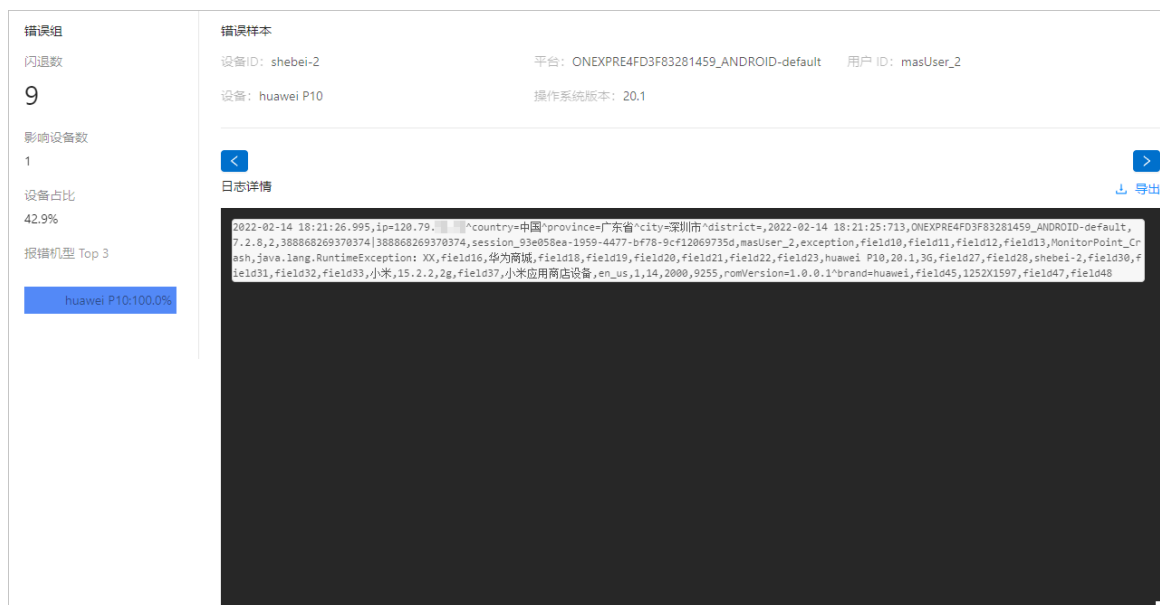 错误组
闪退数
9
影响设备数
1
设备占比
42.9%
报错机型 Top 3
huawei P10:100.0%
错误样本
设备ID: shebei-2
平台: ONEXPRE4FD3F83281459_ANDROID-default
用户 ID: masUser_2
设备: huawei P10
操作系统版本: 20.1
日志详情
导出
2022-02-14 18:21:26.995,ip=120.79. ^country=中国^province=广东省^city=深圳市^district=,2022-02-14 18:21:25:713,ONEXPRE4FD3F83281459_ANDROID-default,
7.2.8,2,388868269370374|388868269370374,session_93e058ea-1959-4477-bf78-9cf12069735d,masUser_2,exception,field10,field11,field12,field13,MonitorPoint_Cr
ash,java.lang.RuntimeException: XX,field16,华为商城,field18,field19,field20,field21,field22,field23,huawei P10,20.1,3G,field27,field28,shebei-2,field30,f
ield31,field32,field33,小米,15.2.2,2g,field37,小米应用商店设备,en_us,1,14,2000,9255,romVersion=1.0.0.1^brand=huawei,field45,1252X1597,field47,field48